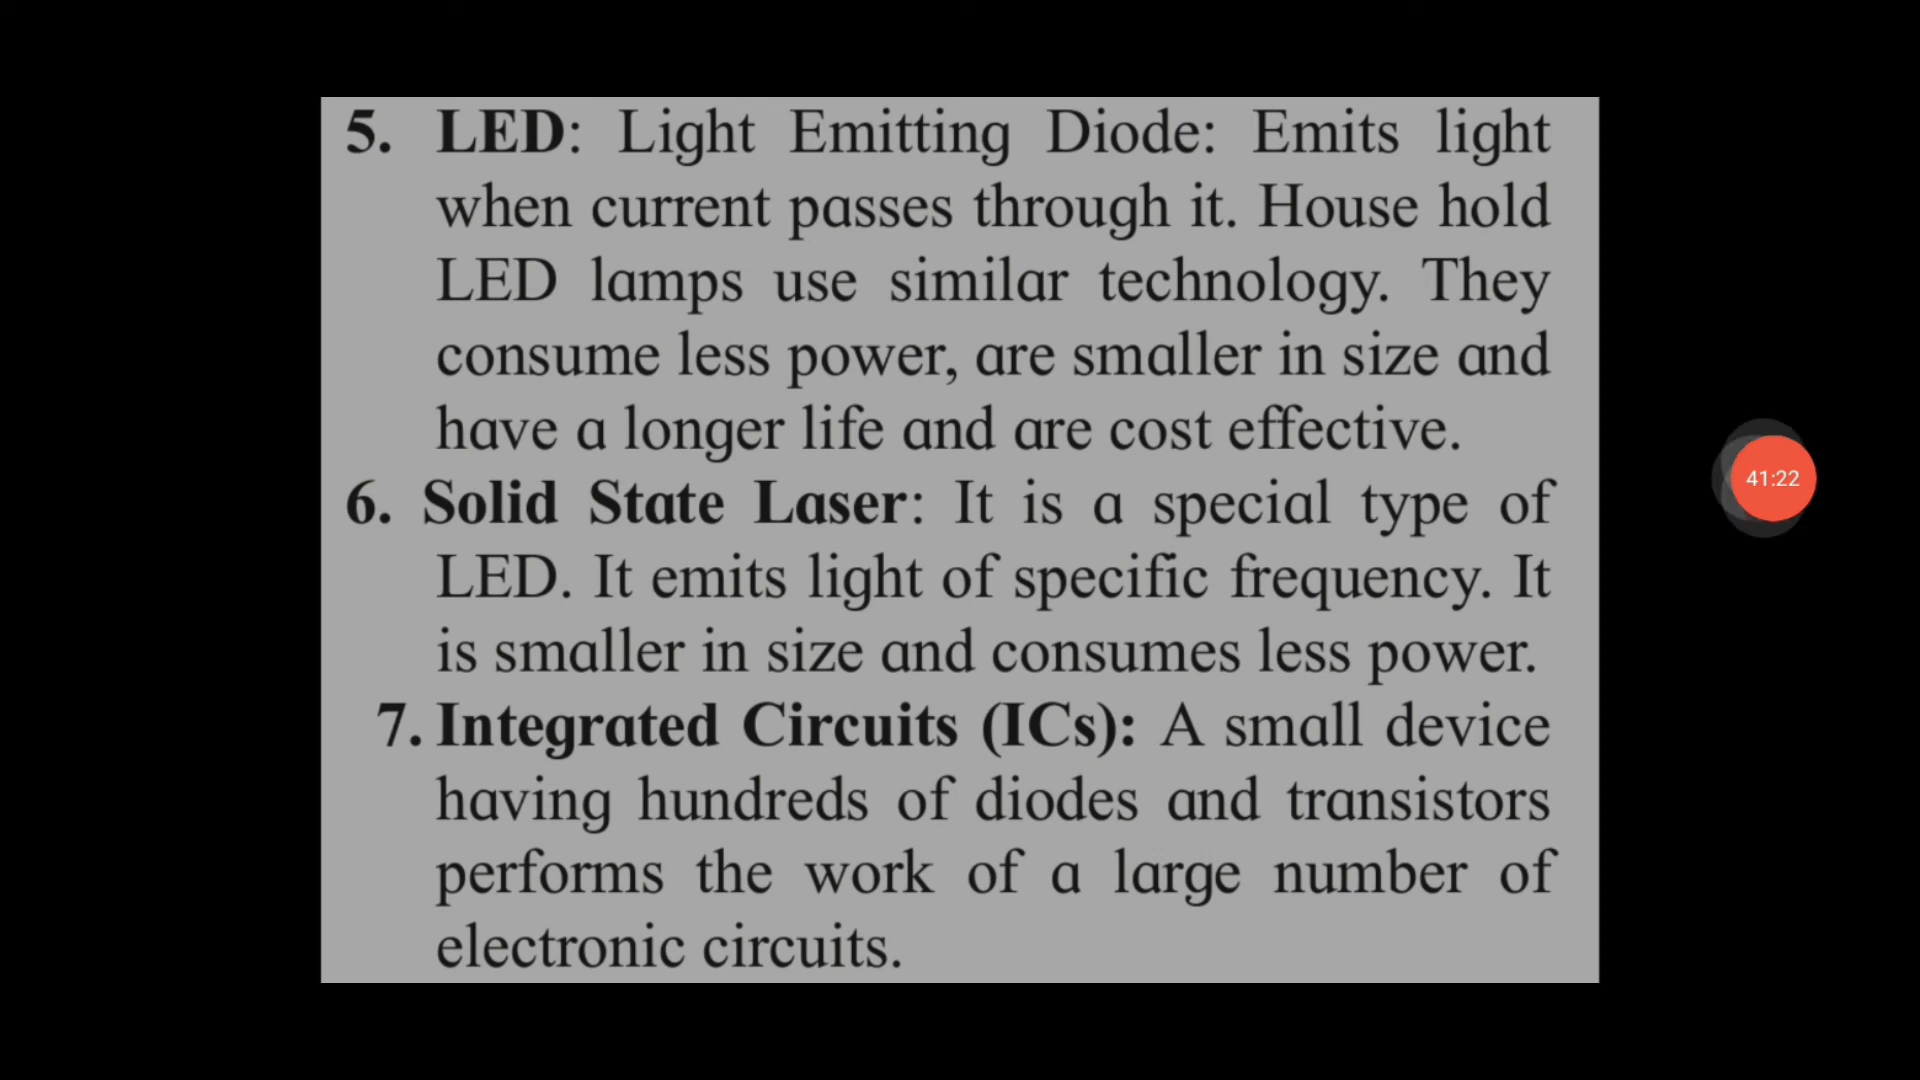 5. LED: Light Emitting Diode: Emits light
when current passes through it. House hold
LED lamps use similar technology. They
consume less power, are smaller in size and
have a longer life and are cost effective.
6. Solid State Laser: It is a special type of
LED. It emits light of specific frequency. It
is smaller in size and consumes less power.
7. Integrated Circuits (ICs): A small device
having hundreds of diodes and transistors
performs the work of a large number of
electronic circuits.
41:22